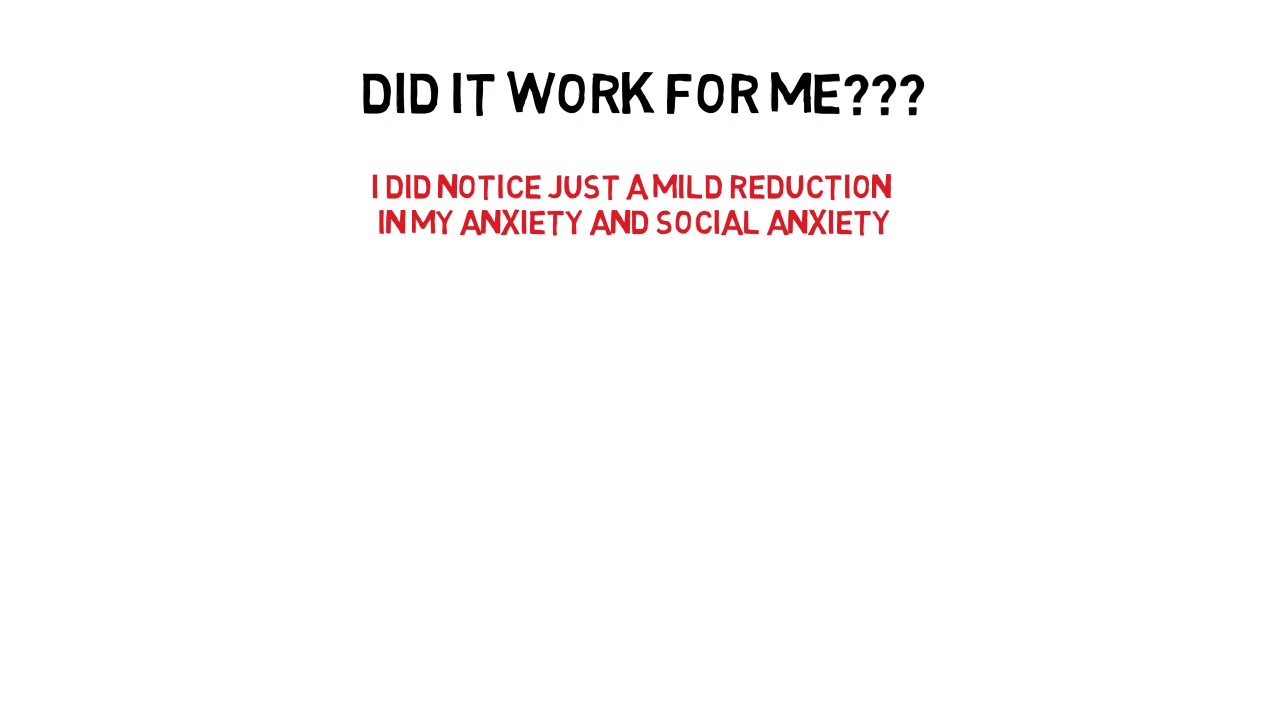 DID IT WORK FOR ME???
I DID NOTICE JUST A MILD REDUCTION
IN MY ANXIETY AND SOCIAL ANXIETY